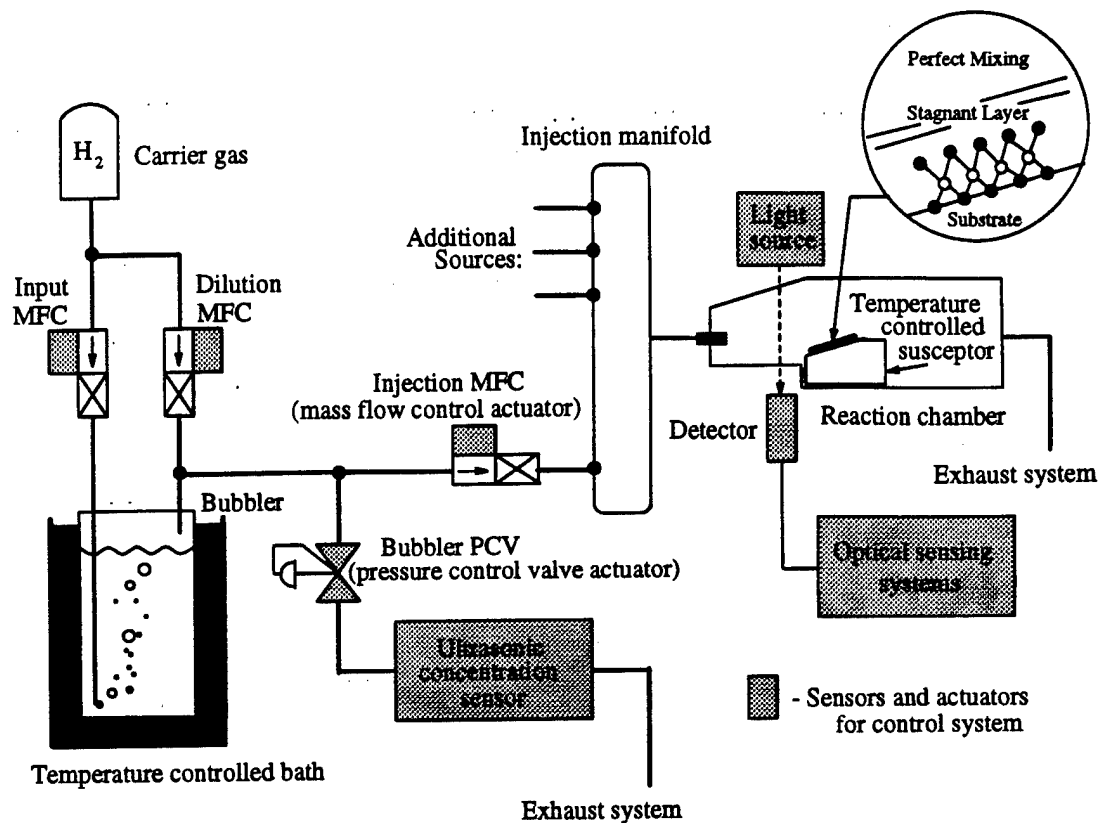 Perfect Mixing
Stagnant Layer
Substrate
H2
Carrier gas
Injection manifold
Additional
Sources:
Light
source
Input
MFC
Dilution
MFC
Temperature
controlled
susceptor
Injection MFC
(mass flow control actuator)
Detector
Reaction chamber
Exhaust system
Bubbler
Bubbler PCV
(pressure control valve actuator)
Optical sensing
systems
Ultrasonic
concentration
sensor
- Sensors and actuators
for control system
Temperature controlled bath
Exhaust system